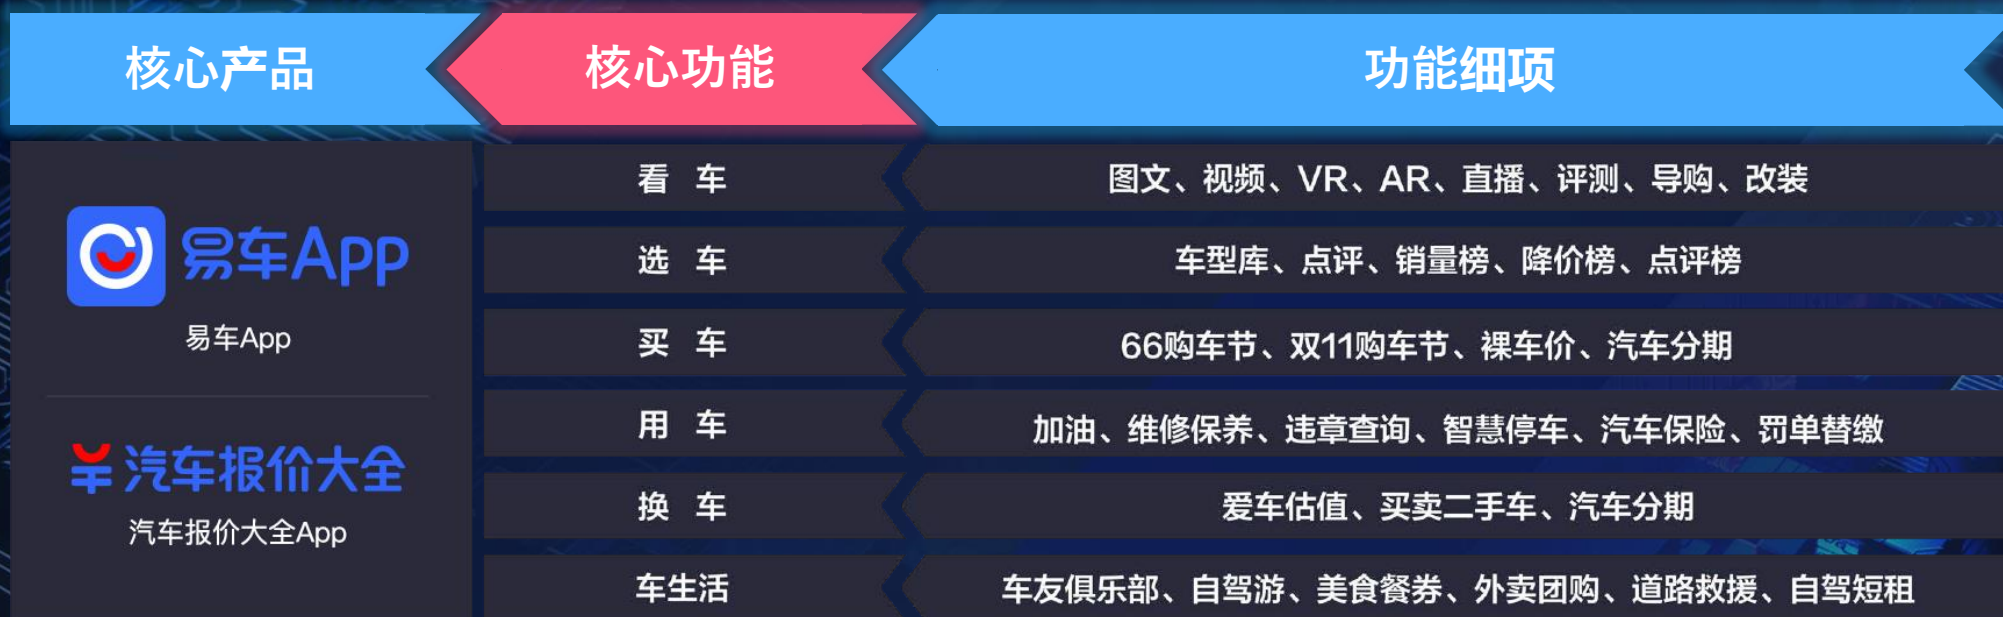 核心产品
核心功能
功能细项
易车App
易车App
汽车报价大全
汽车报价大全App
看 车
图文、视频、VR、AR、直播、评测、导购、改装
选 车
车型库、点评、销量榜、降价榜、点评榜
买 车
66购车节、双11购车节、裸车价、汽车分期
用 车
加油、维修保养、违章查询、智慧停车、汽车保险、罚单替缴
换 车
爱车估值、买卖二手车、汽车分期
车生活
车友俱乐部、自驾游、美食餐券、外卖团购、道路救援、自驾短租